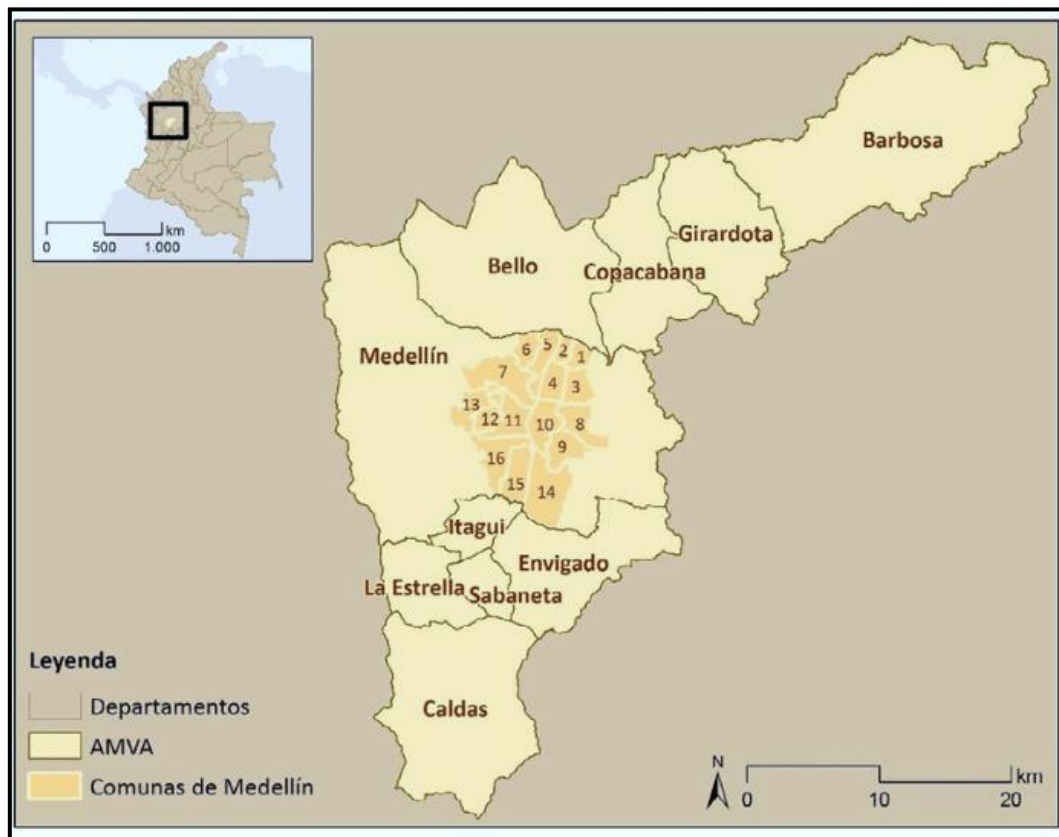 km
0 500 1.000
Barbosa
Girardota
Copacabana
Bello
Medellín
6 5 2 1
7
4 3
13
12 11 10 8
9
16
15 14
Itagui
Envigado
La Estrella
Sabaneta
Caldas
Leyenda
Departamentos
AMVA
Comunas de Medellín
N
km
0 10 20